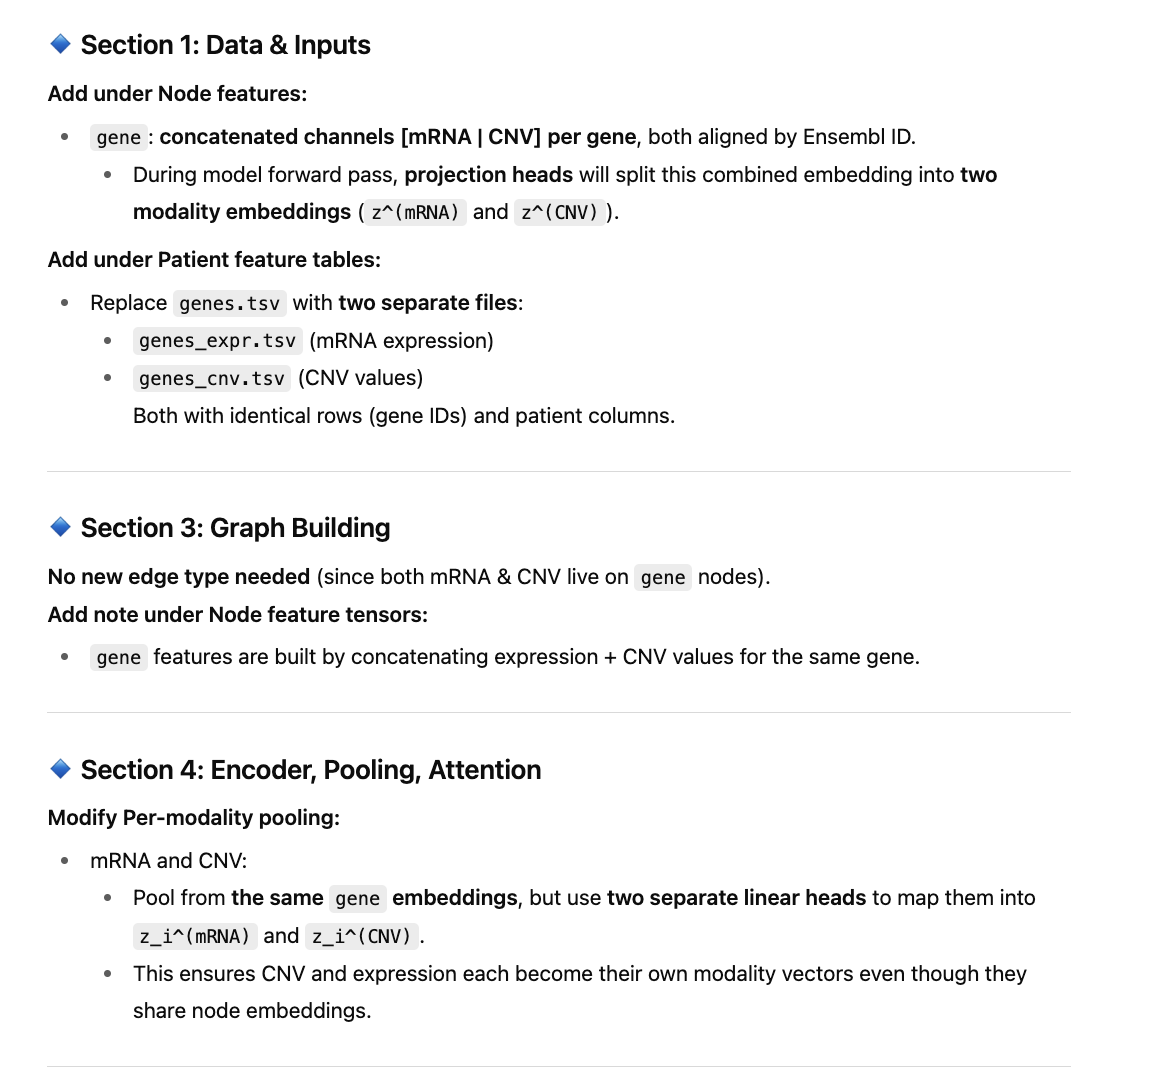 Section 1: Data & Inputs
Add under Node features:
gene: concatenated channels [mRNA | CNV] per gene, both aligned by Ensembl ID.
During model forward pass, projection heads will split this combined embedding into two
modality embeddings (z^(mRNA) and z^(CNV)).
Add under Patient feature tables:
Replace genes.tsv with two separate files:
genes_expr.tsv (mRNA expression)
genes_cnv.tsv (CNV values)
Both with identical rows (gene IDs) and patient columns.
Section 3: Graph Building
No new edge type needed (since both mRNA & CNV live on gene nodes).
Add note under Node feature tensors:
gene features are built by concatenating expression + CNV values for the same gene.
Section 4: Encoder, Pooling, Attention
Modify Per-modality pooling:
mRNA and CNV:
Pool from the same gene embeddings, but use two separate linear heads to map them into
z_i^(mRNA) and z_i^(CNV).
This ensures CNV and expression each become their own modality vectors even though they
share node embeddings.